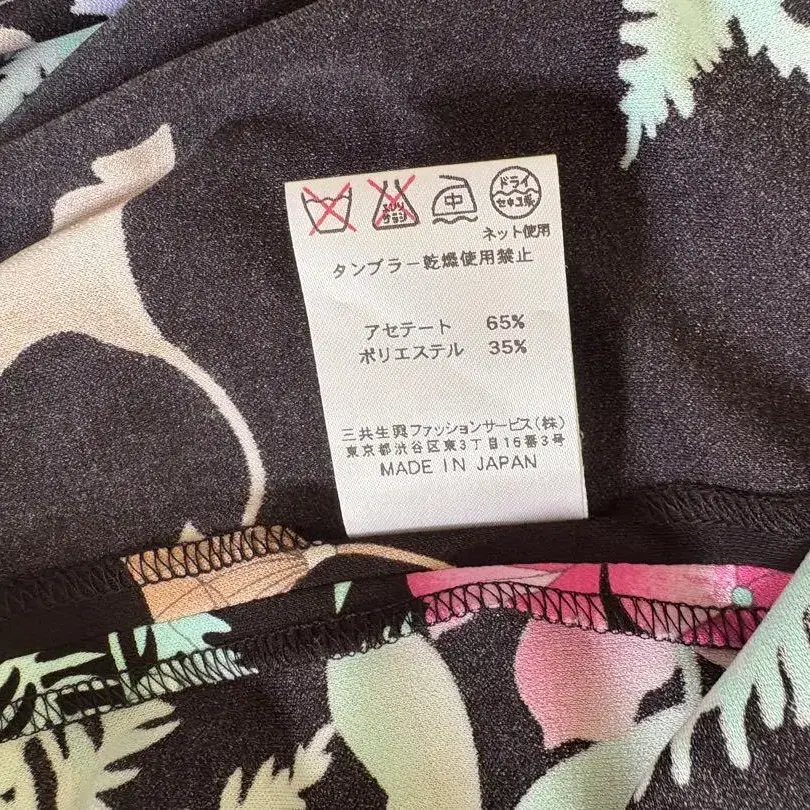 エンソ サラシ
中
ドライ
セキユ系
ネット使用
タンブラー乾燥使用禁止
アセテート 65%
ポリエステル 35%
三共生興ファッションサービス(株)
東京都渋谷区東3丁目16番3号
MADE IN JAPAN